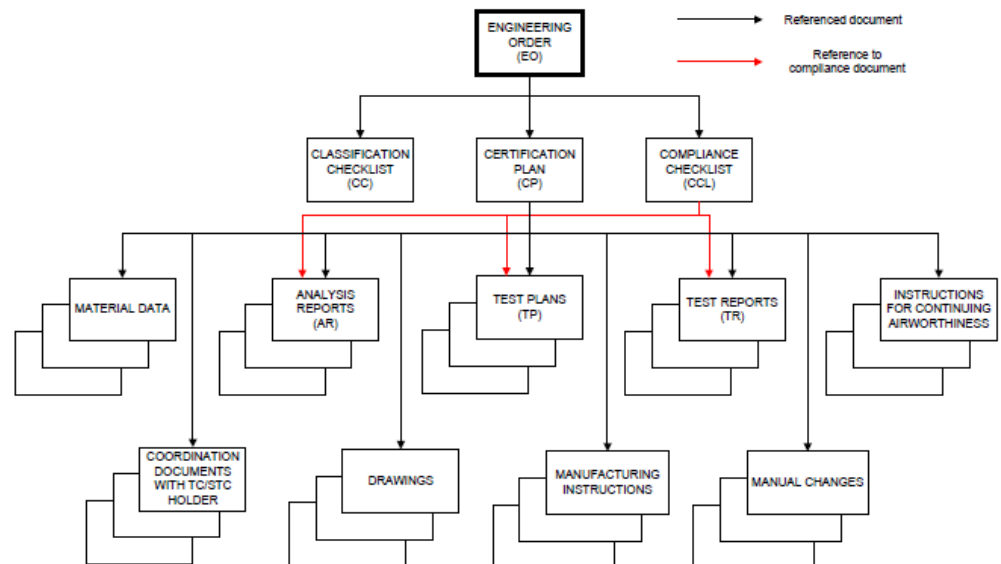 ENGINEERING
ORDER
(EO)
Referenced document
Reference to
compliance document
CLASSIFICATION
CHECKLIST
(CC)
CERTIFICATION
PLAN
(CP)
COMPLIANCE
CHECKLIST
(CCL)
MATERIAL DATA
ANALYSIS
REPORTS
(AR)
TEST PLANS
(TP)
TEST REPORTS
(TR)
INSTRUCTIONS
FOR CONTINUING
AIRWORTHINESS
COORDINATION
DOCUMENTS
WITH TC/STC
HOLDER
DRAWINGS
MANUFACTURING
INSTRUCTIONS
MANUAL CHANGES